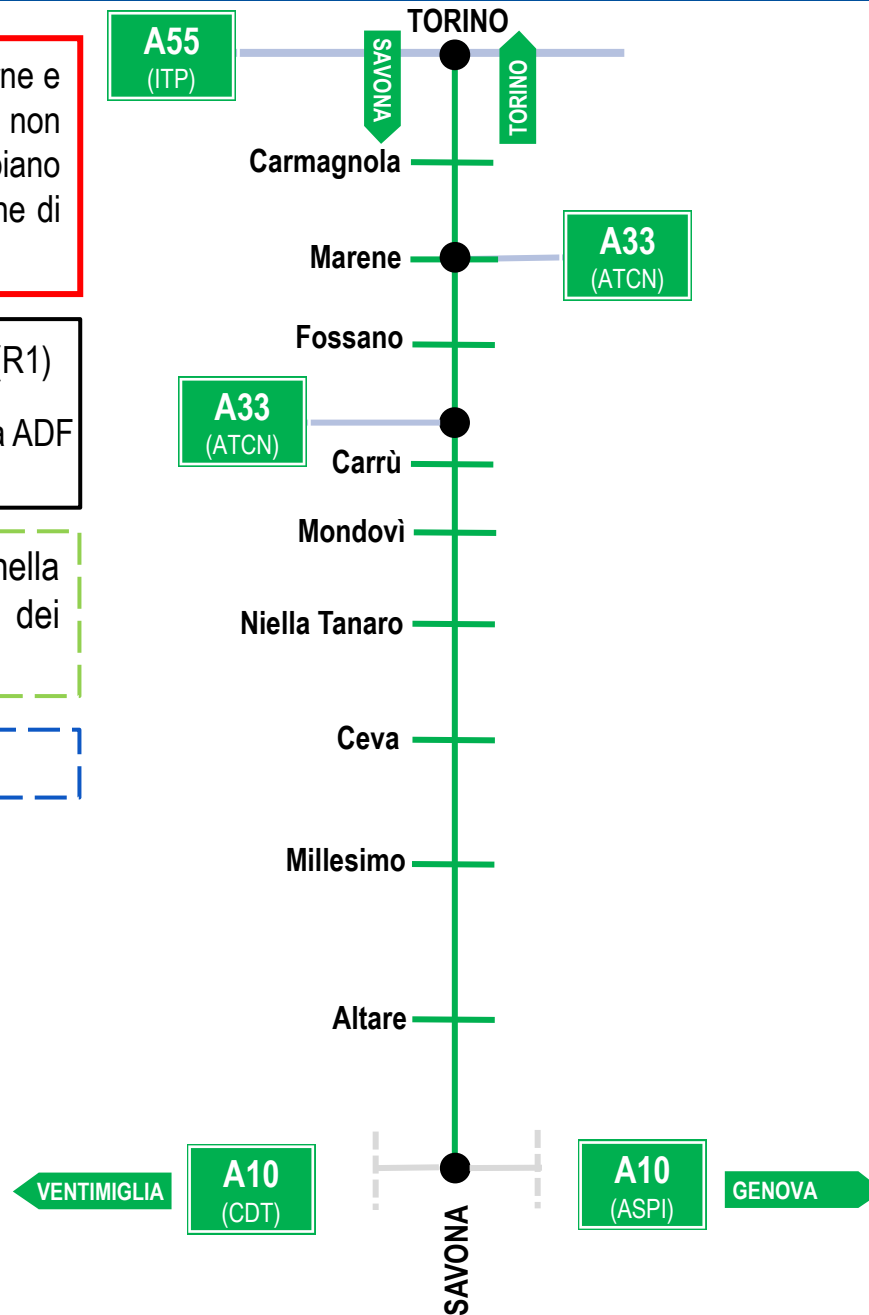 TORINO
A55
(ITP)
SAVONA
TORINO
ne e
non
piano
ne di
Carmagnola
Marene
A33
(ATCN)
Fossano
(R1)
a ADF
A33
(ATCN)
Carrù
Mondovì
nella
dei
Niella Tanaro
Ceva
Millesimo
Altare
VENTIMIGLIA
A10
(CDT)
SAVONA
A10
(ASPI)
GENOVA